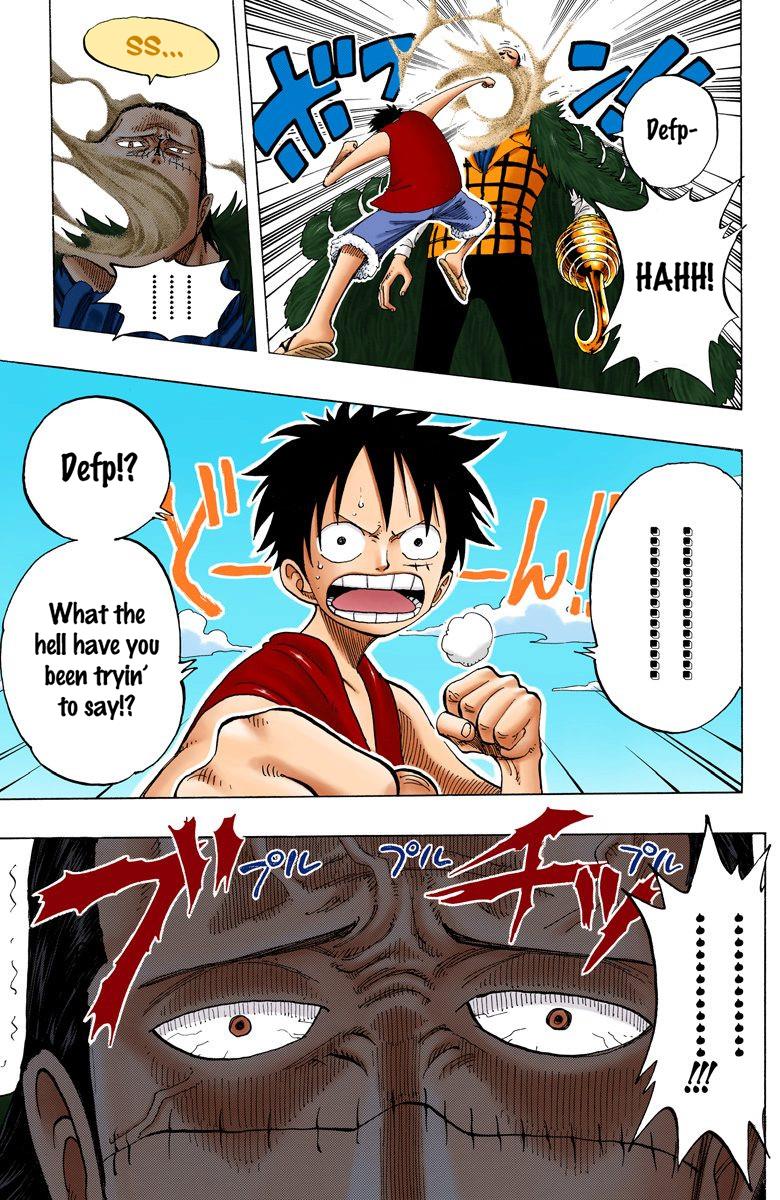 Defp-
HAHH!
ボフ
ン!!
SS...
............
..............................
どーーん!!
Defp!?
What the
hell have you
been tryin'
to say!?
..............................!!!
ブチッ
プル
プル
プル